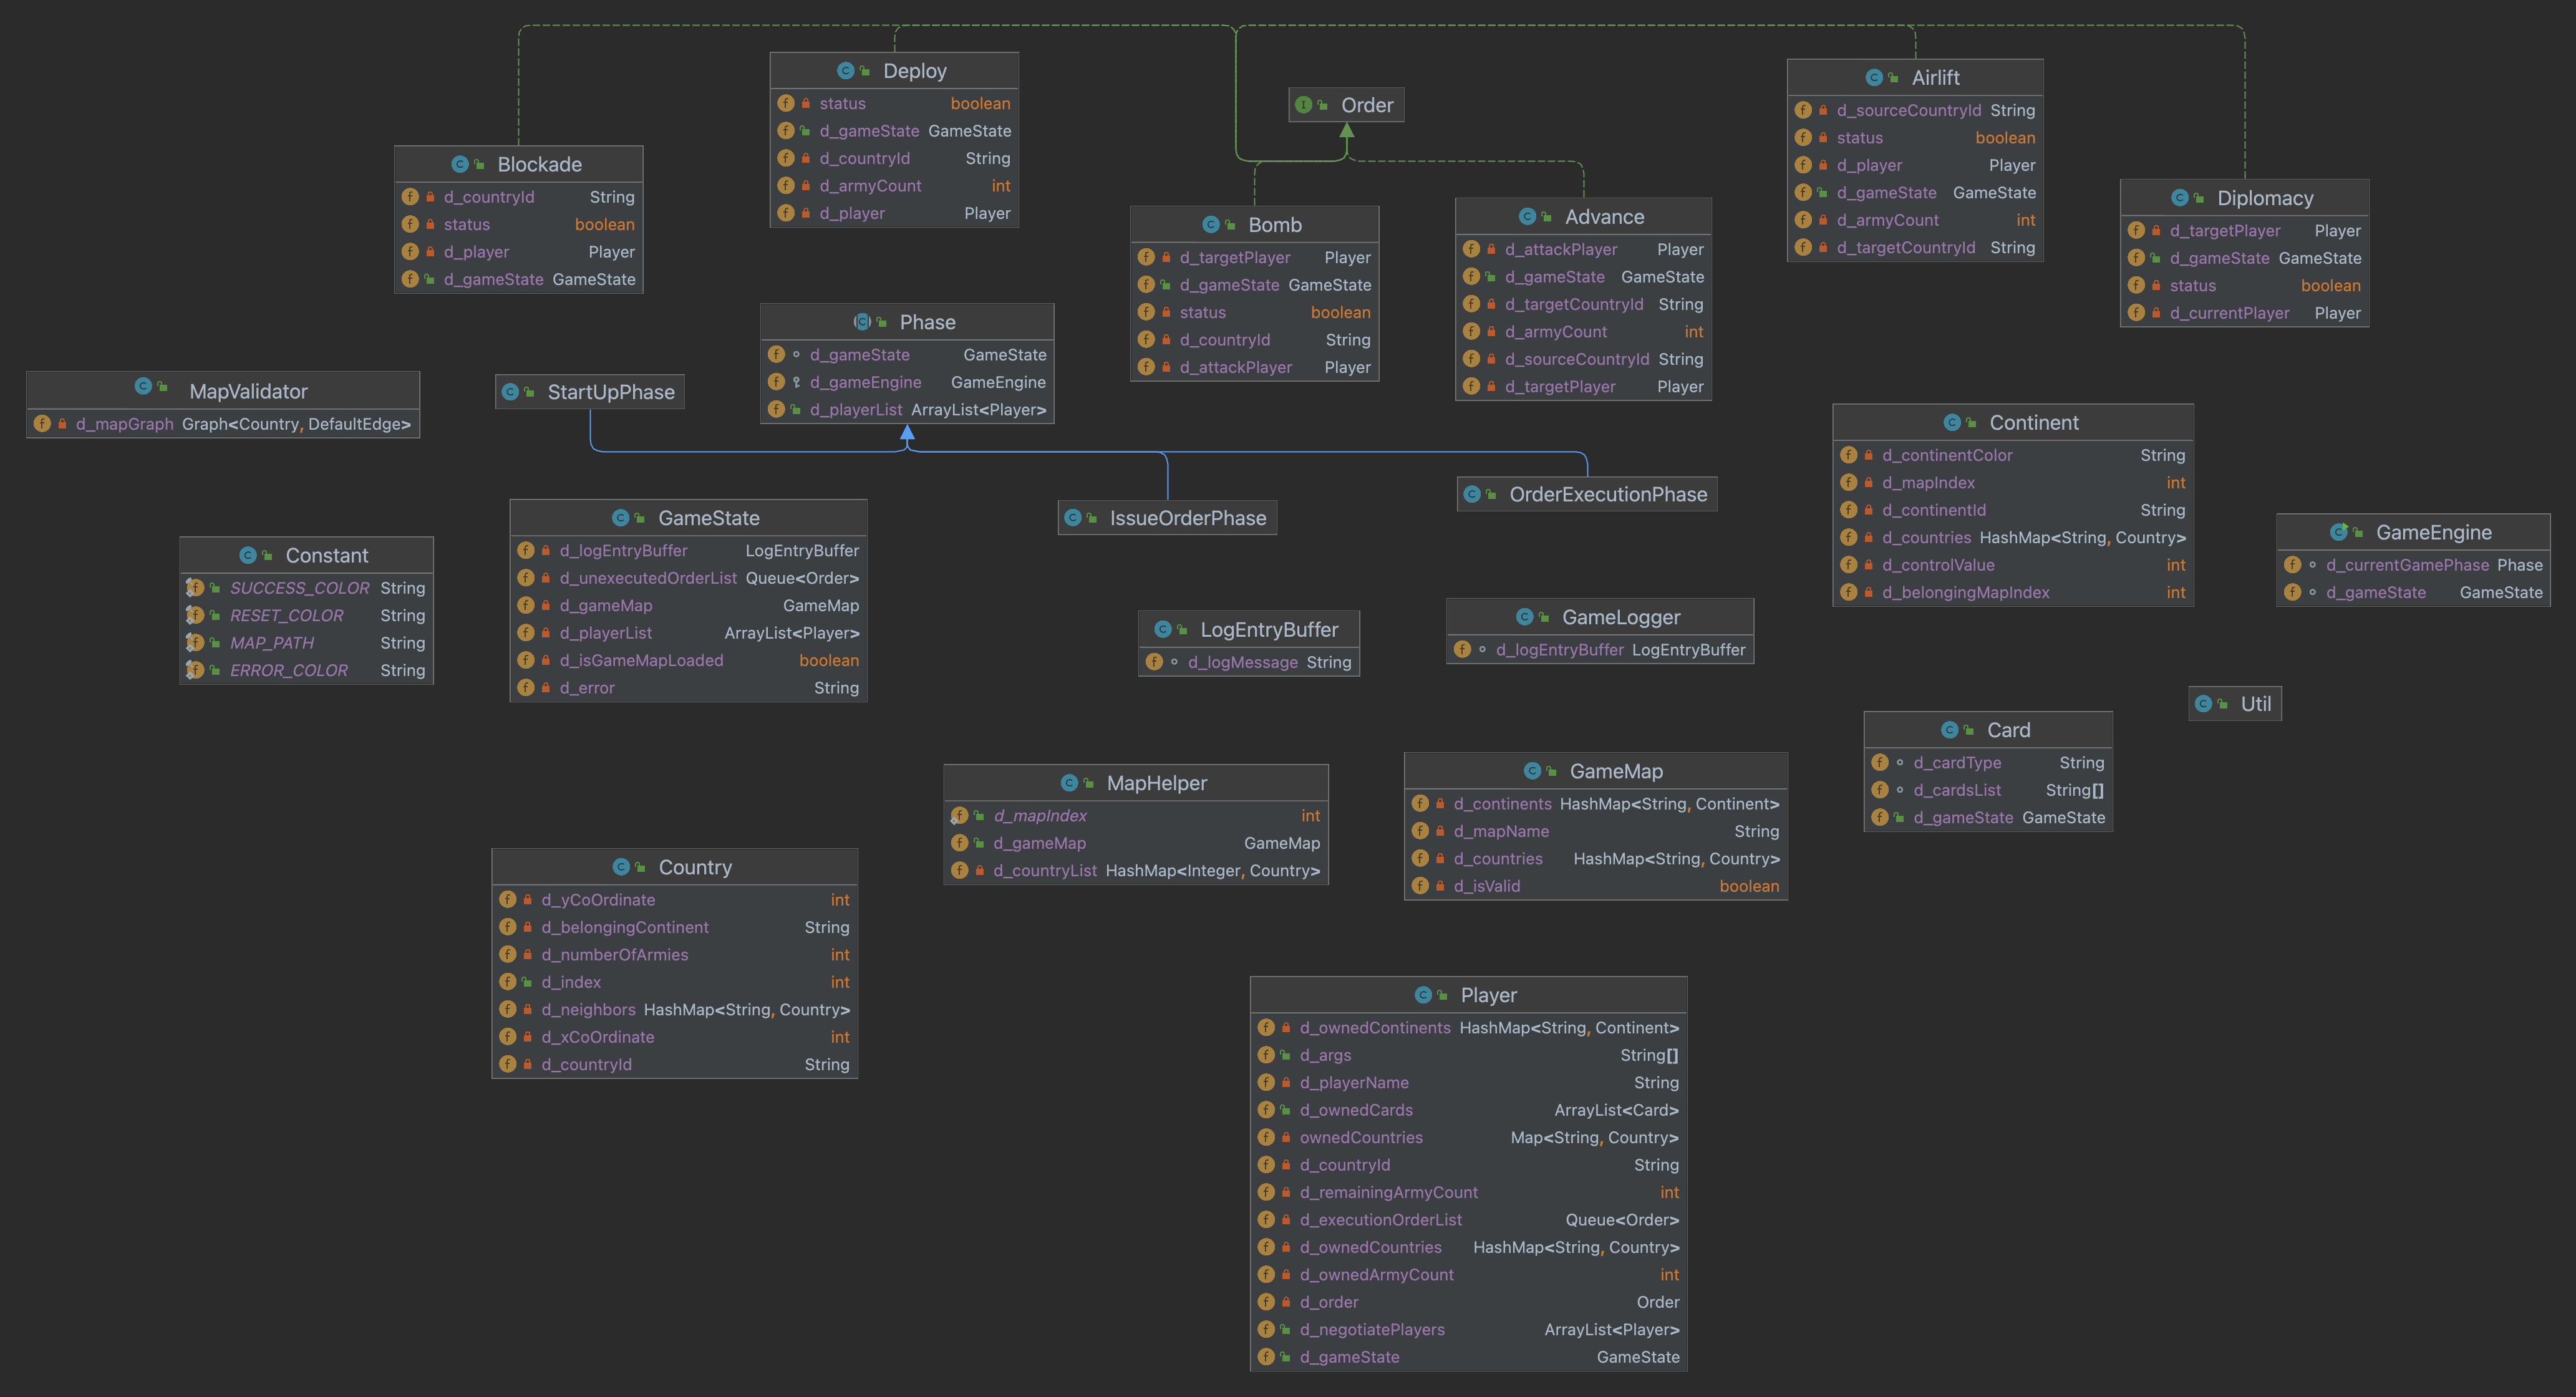 Deploy
status boolean
d_gameState GameState
d_countryId String
d_armyCount int
d_player Player
Order
Airlift
d_sourceCountryId String
status boolean
d_player Player
d_gameState GameState
d_armyCount int
d_targetCountryId String
Blockade
d_countryId String
status boolean
d_player Player
d_gameState GameState
Bomb
d_targetPlayer Player
d_gameState GameState
status boolean
d_countryId String
d_attackPlayer Player
Advance
d_attackPlayer Player
d_gameState GameState
d_targetCountryId String
d_armyCount int
d_sourceCountryId String
d_targetPlayer Player
Diplomacy
d_targetPlayer Player
d_gameState GameState
status boolean
d_currentPlayer Player
Phase
d_gameState GameState
d_gameEngine GameEngine
d_playerList ArrayList<Player>
MapValidator
d_mapGraph Graph<Country, DefaultEdge>
StartUpPhase
Continent
d_continentColor String
d_mapIndex int
d_continentId String
d_countries HashMap<String, Country>
d_controlValue int
d_belongingMapIndex int
GameState
d_logEntryBuffer LogEntryBuffer
d_unexecutedOrderList Queue<Order>
d_gameMap GameMap
d_playerList ArrayList<Player>
d_isGameMapLoaded boolean
d_error String
IssueOrderPhase
OrderExecutionPhase
GameEngine
d_currentGamePhase Phase
d_gameState GameState
Constant
SUCCESS_COLOR String
RESET_COLOR String
MAP_PATH String
ERROR_COLOR String
LogEntryBuffer
d_logMessage String
GameLogger
d_logEntryBuffer LogEntryBuffer
Util
Card
d_cardType String
d_cardsList String[]
d_gameState GameState
MapHelper
d_mapIndex int
d_gameMap GameMap
d_countryList HashMap<Integer, Country>
GameMap
d_continents HashMap<String, Continent>
d_mapName String
d_countries HashMap<String, Country>
d_isValid boolean
Country
d_yCoOrdinate int
d_belongingContinent String
d_numberOfArmies int
d_index int
d_neighbors HashMap<String, Country>
d_xCoOrdinate int
d_countryId String
Player
d_ownedContinents HashMap<String, Continent>
d_args String[]
d_playerName String
d_ownedCards ArrayList<Card>
ownedCountries Map<String, Country>
d_countryId String
d_remainingArmyCount int
d_executionOrderList Queue<Order>
d_ownedCountries HashMap<String, Country>
d_ownedArmyCount int
d_order Order
d_negotiatePlayers ArrayList<Player>
d_gameState GameState